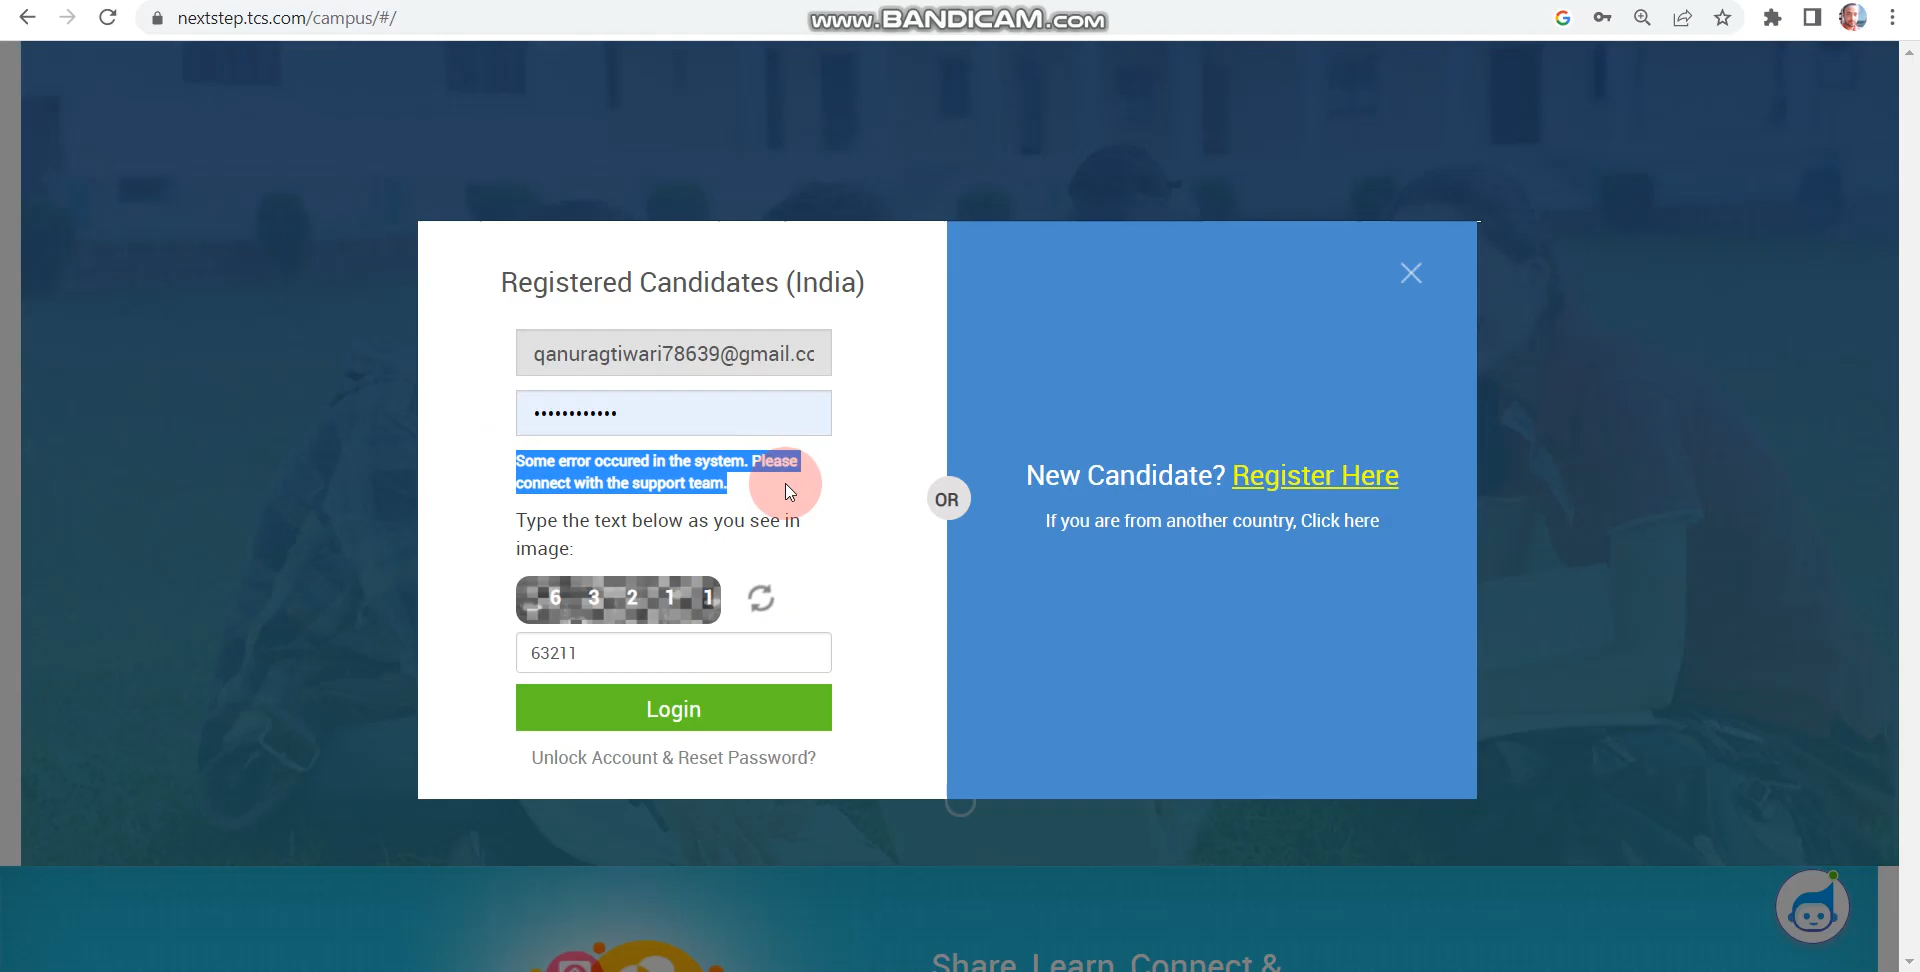 nextstep.tcs.com/campus/#/
www.BANDICAM.com
Registered Candidates (India)
qanuragtiwari78639@gmail.cc
••••••••••••
Some error occured in the system. Please
connect with the support team.
Type the text below as you see in
image:
6 3 2 1 1
63211
Login
Unlock Account & Reset Password?
OR
New Candidate? Register Here
If you are from another country, Click here
Share, Learn, Connect &